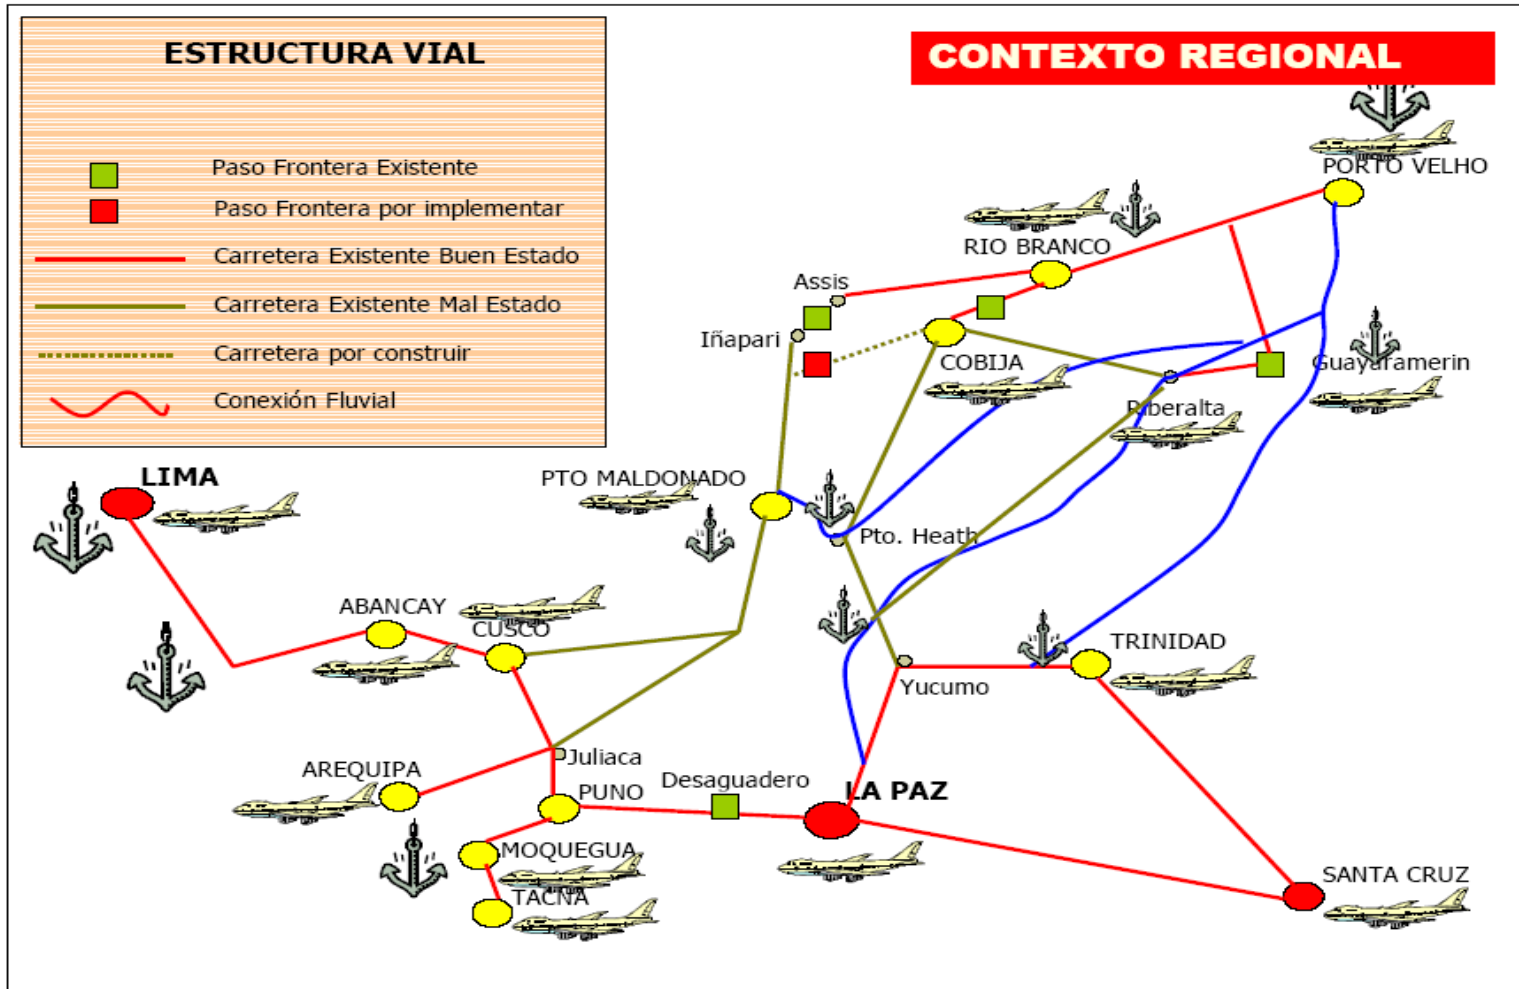 ESTRUCTURA VIAL
Paso Frontera Existente
Paso Frontera por implementar
Carretera Existente Buen Estado
Carretera Existente Mal Estado
Carretera por construir
Conexión Fluvial
CONTEXTO REGIONAL
PORTO VELHO
RIO BRANCO
Assis
Iñapari
COBIJA
Guayaramerin
Riberalta
LIMA
PTO MALDONADO
Pto. Heath
ABANCAY
CUSCO
TRINIDAD
Yucumo
Juliaca
AREQUIPA
Desaguadero
PUNO
LA PAZ
MOQUEGUA
TACNA
SANTA CRUZ